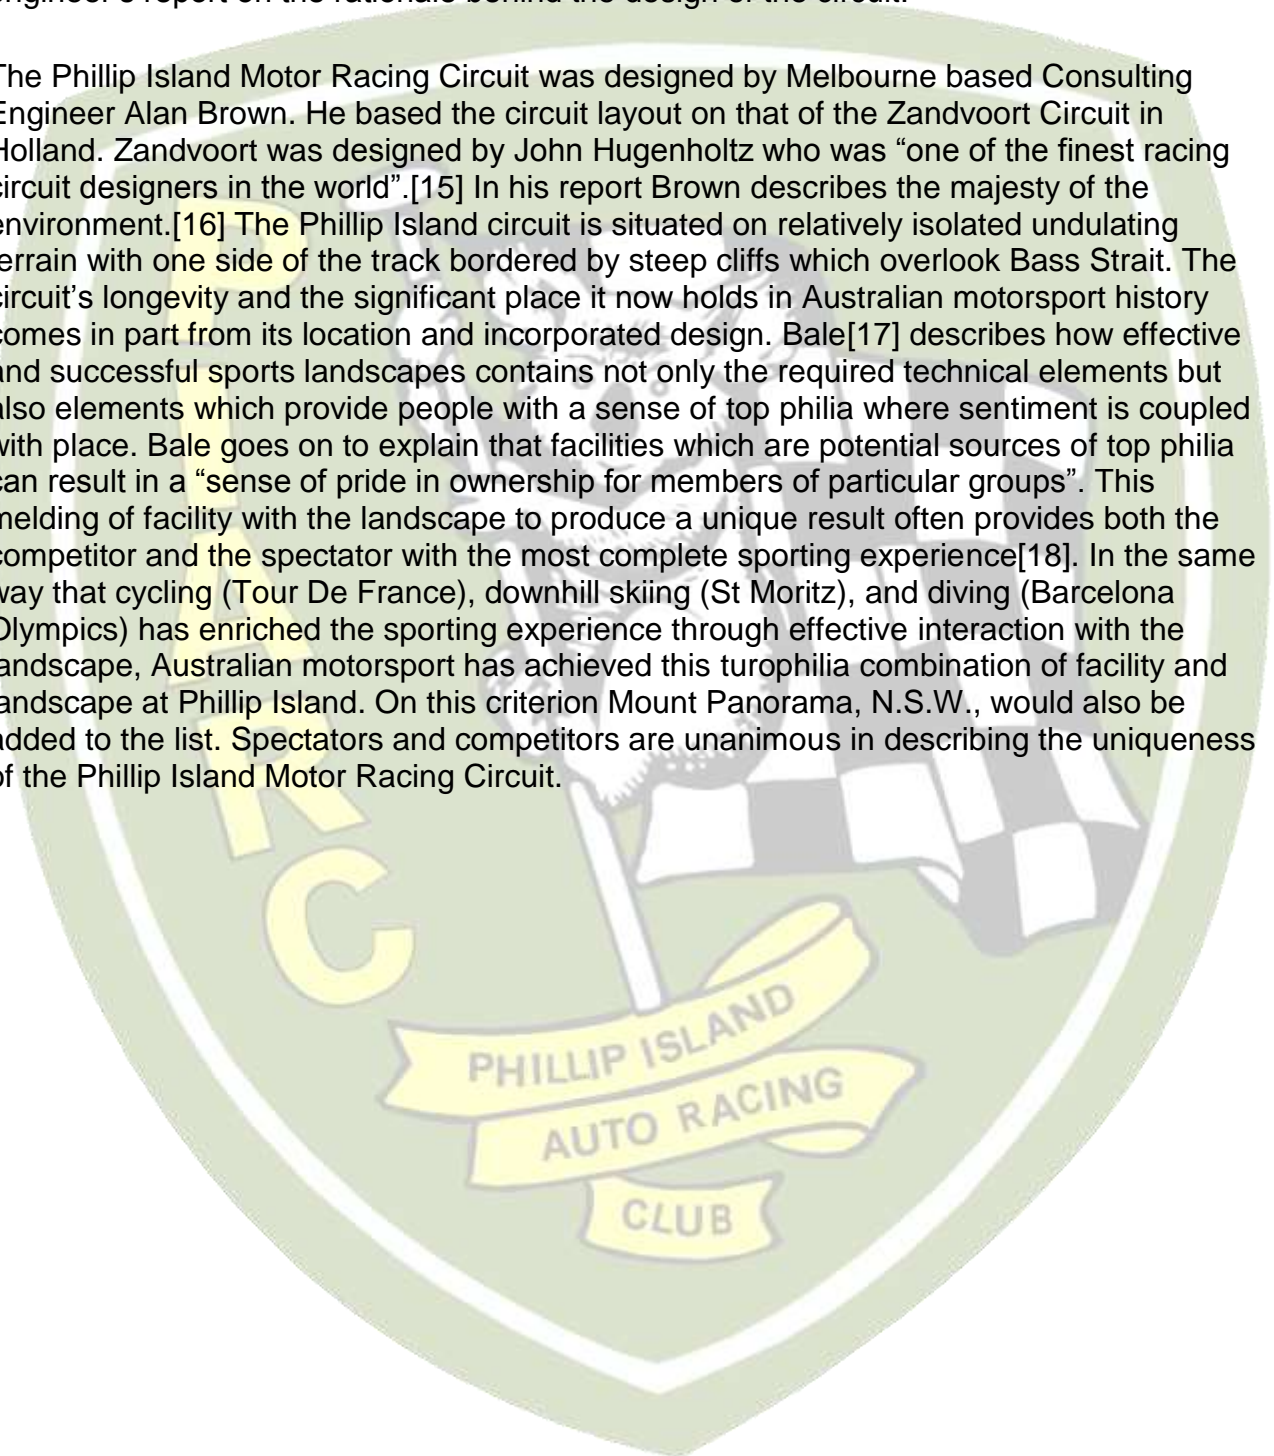 engineer's report on the rationale behind the design of the circuit.
The Phillip Island Motor Racing Circuit was designed by Melbourne based Consulting
Engineer Alan Brown. He based the circuit layout on that of the Zandvoort Circuit in
Holland. Zandvoort was designed by John Hugenholtz who was “one of the finest racing
circuit designers in the world”.[15] In his report Brown describes the majesty of the
environment.[16] The Phillip Island circuit is situated on relatively isolated undulating
terrain with one side of the track bordered by steep cliffs which overlook Bass Strait. The
circuit’s longevity and the significant place it now holds in Australian motorsport history
comes in part from its location and incorporated design. Bale[17] describes how effective
and successful sports landscapes contains not only the required technical elements but
also elements which provide people with a sense of top philia where sentiment is coupled
with place. Bale goes on to explain that facilities which are potential sources of top philia
can result in a “sense of pride in ownership for members of particular groups”. This
melding of facility with the landscape to produce a unique result often provides both the
competitor and the spectator with the most complete sporting experience[18]. In the same
way that cycling (Tour De France), downhill skiing (St Moritz), and diving (Barcelona
Olympics) has enriched the sporting experience through effective interaction with the
landscape, Australian motorsport has achieved this turophilia combination of facility and
landscape at Phillip Island. On this criterion Mount Panorama, N.S.W., would also be
added to the list. Spectators and competitors are unanimous in describing the uniqueness
of the Phillip Island Motor Racing Circuit.
PIARC
PHILLIP ISLAND
AUTO RACING
CLUB